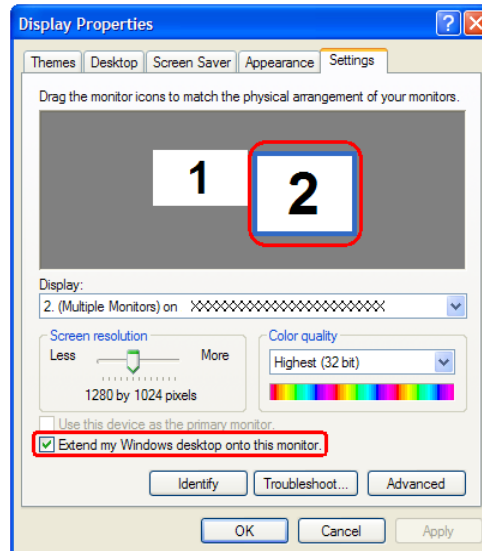 Display Properties
Themes Desktop Screen Saver Appearance Settings
Drag the monitor icons to match the physical arrangement of your monitors.
1 2
Display:
2. (Multiple Monitors) on XXXXXXXXXXXXXXXXXXXXXX
Screen resolution Color quality
Less More Highest (32 bit)
1280 by 1024 pixels
Use this device as the primary monitor.
Extend my Windows desktop onto this monitor.
Identify Troubleshoot... Advanced
OK Cancel Apply